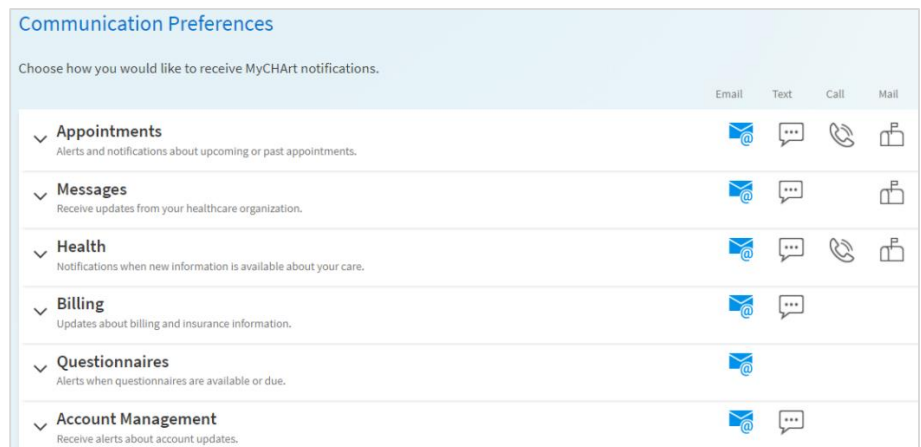 Communication Preferences
Choose how you would like to receive MyCHArt notifications.
Email Text Call Mail
Appointments
Alerts and notifications about upcoming or past appointments.
Messages
Receive updates from your healthcare organization.
Health
Notifications when new information is available about your care.
Billing
Updates about billing and insurance information.
Questionnaires
Alerts when questionnaires are available or due.
Account Management
Receive alerts about account updates.